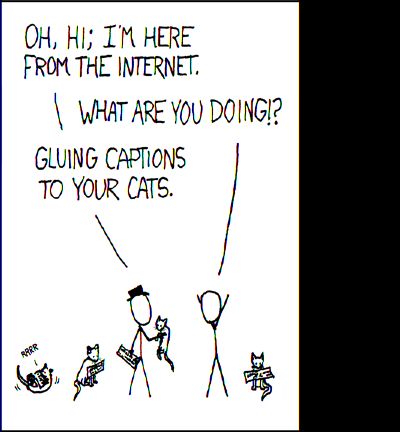 OH, HI; I'M HERE
FROM THE INTERNET.
WHAT ARE YOU DOING!?
GLUING CAPTIONS
TO YOUR CATS.
RRRR